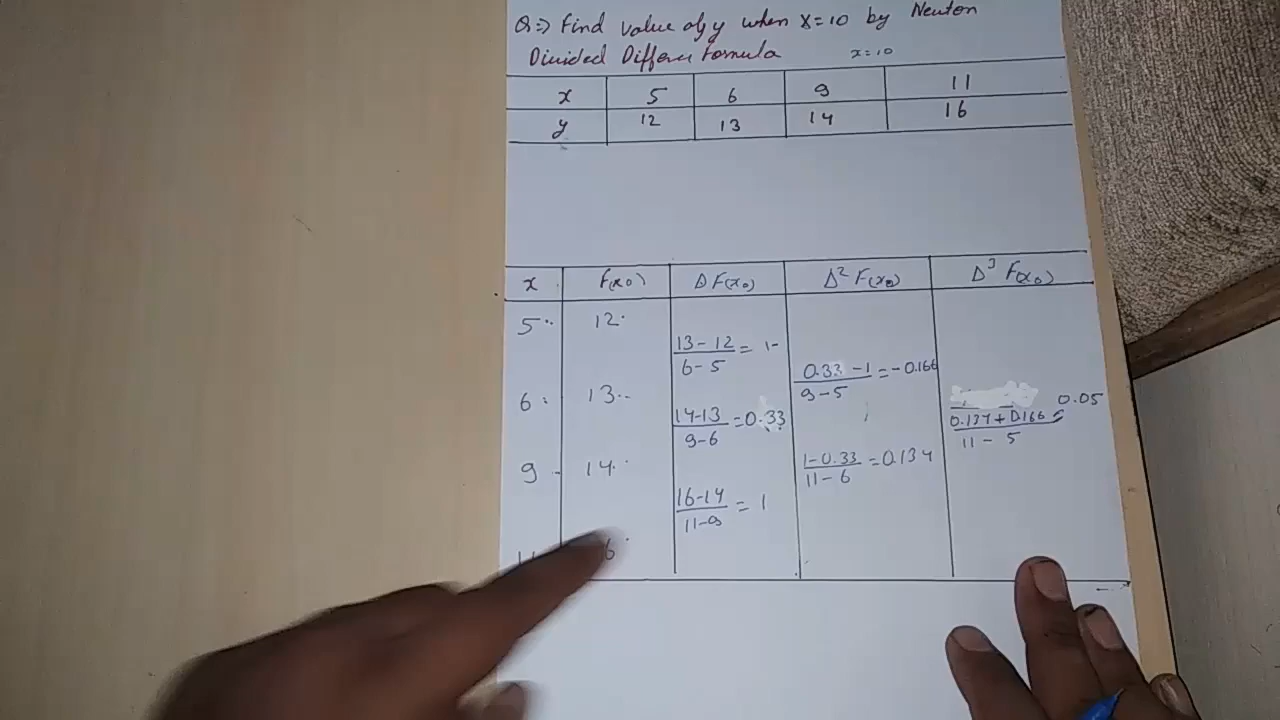 Q⇒ Find value of y when x=10 by Newton
Divided Differe Formula x=10
x 5 6 9 11
y 12 13 14 16
x F(x0) ΔF(x0) Δ² F(x0) Δ³ F(x0)
5 12
13-12/6-5 = 1
0.33-1/9-5 = -0.166
6 13
14-13/9-6 = 0.33
0.134+0.166/11-5 = 0.05
9 14
1-0.33/11-6 = 0.134
16-14/11-9 = 1
6